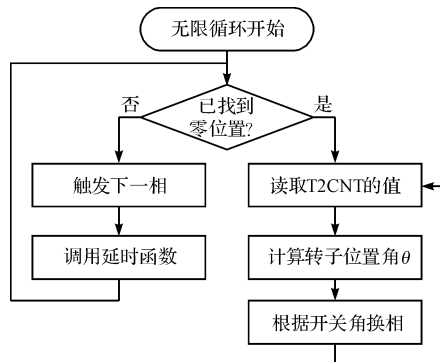 无限循环开始
已找到
零位置?
否
是
触发下一相
读取T2CNT的值
调用延时函数
计算转子位置角θ
根据开关角换相